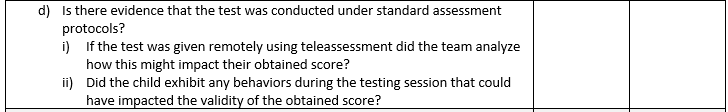 d) Is there evidence that the test was conducted under standard assessment
protocols?
i) If the test was given remotely using teleassessment did the team analyze
how this might impact their obtained score?
ii) Did the child exhibit any behaviors during the testing session that could
have impacted the validity of the obtained score?